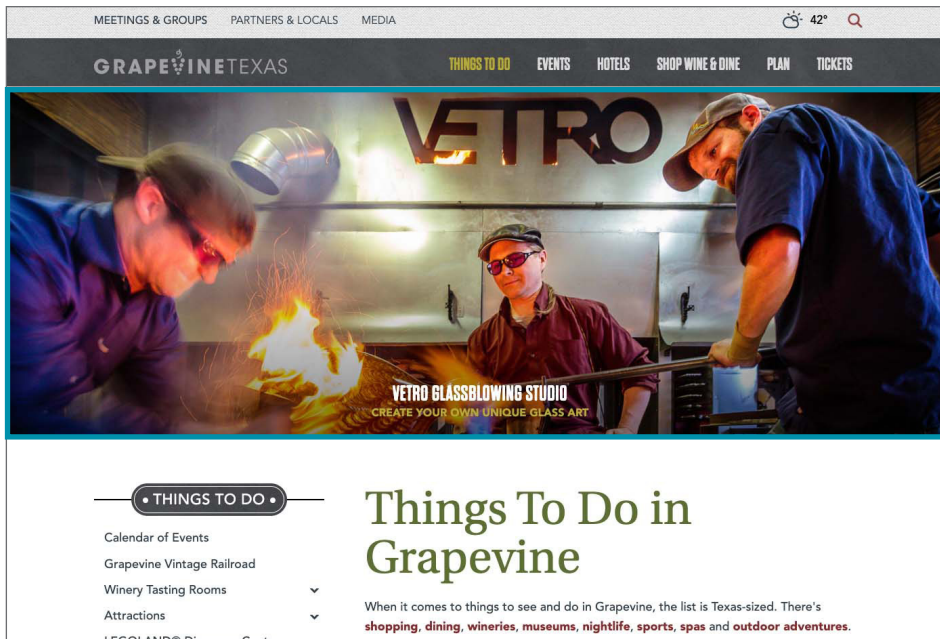 MEETINGS & GROUPS PARTNERS & LOCALS MEDIA 42°
GRAPEVINETEXAS THINGS TO DO EVENTS HOTELS SHOP WINE & DINE PLAN TICKETS
VETRO
VETRO GLASSBLOWING STUDIO
CREATE YOUR OWN UNIQUE GLASS ART
• THINGS TO DO •
Calendar of Events
Grapevine Vintage Railroad
Winery Tasting Rooms
Attractions
Things To Do in
Grapevine
When it comes to things to see and do in Grapevine, the list is Texas-sized. There's
shopping, dining, wineries, museums, nightlife, sports, spas and outdoor adventures.